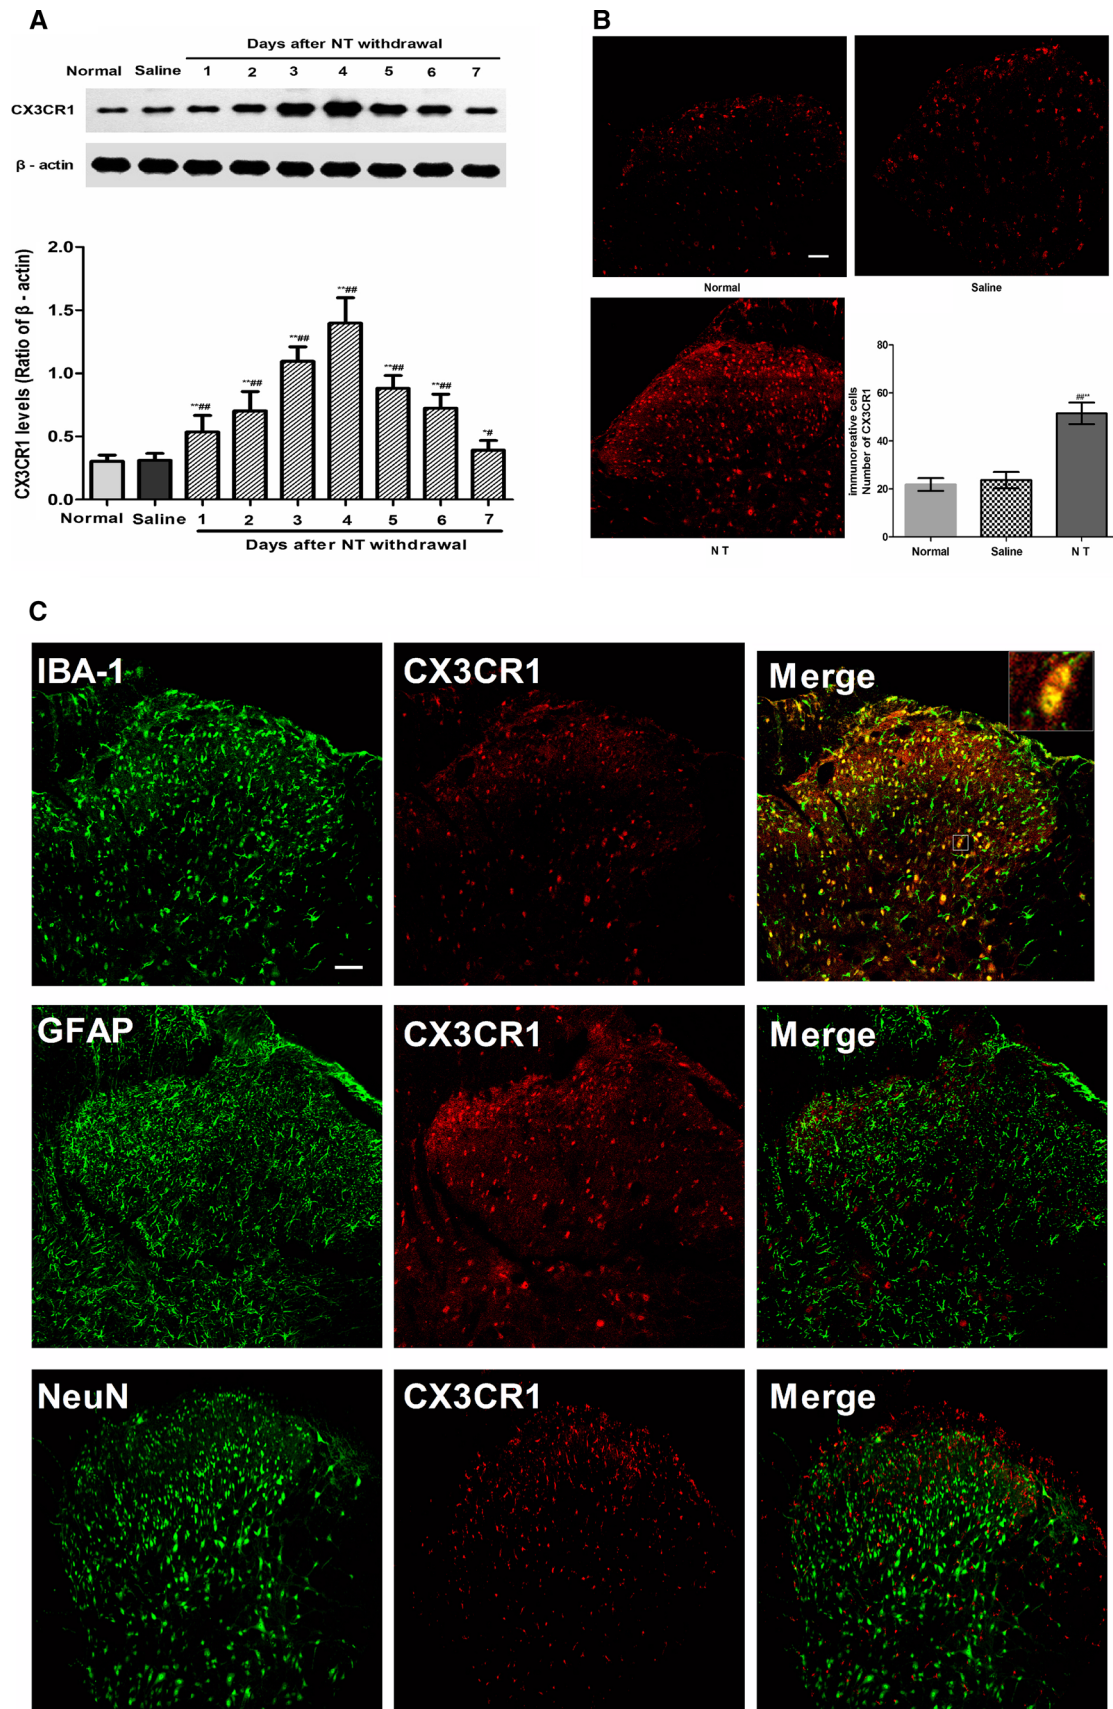 A
Days after NT withdrawal
Normal Saline 1 2 3 4 5 6 7
CX3CR1
β - actin
CX3CR1 levels (Ratio of β - actin)
2.0
1.5
1.0
0.5
0.0
**## **## **## **## **## **## *#
Normal Saline 1 2 3 4 5 6 7
Days after NT withdrawal
B
Normal
Saline
N T
immunoreative cells
Number of CX3CR1
80
60
40
20
0
##**
Normal Saline N T
C
IBA-1 CX3CR1 Merge
GFAP CX3CR1 Merge
NeuN CX3CR1 Merge